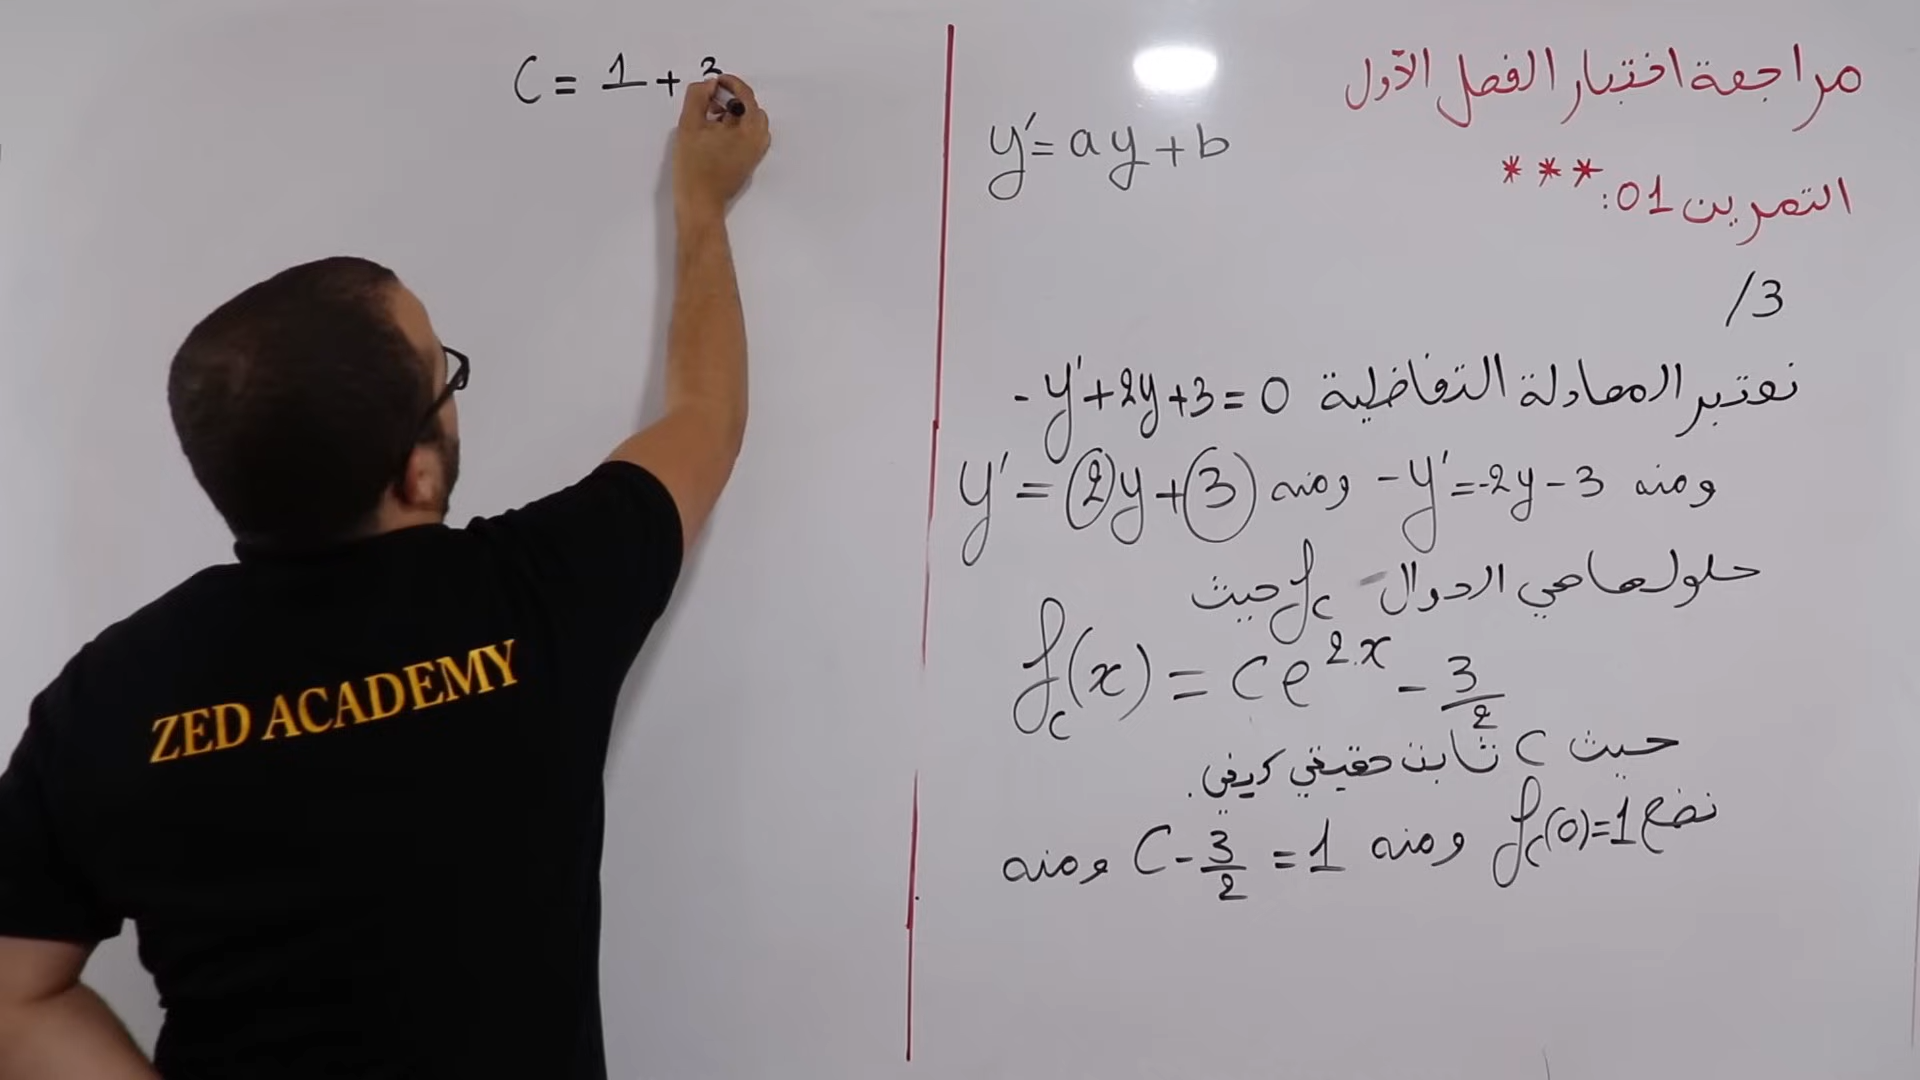 مراجعة اختبار الفصل الأول
التمرين 01: ***
y' = ay + b
3/
نعتبر المعادلة التفاضلية -y'+2y+3=0
ومنه -y'=-2y-3 ومنه y' = 2y+3
حلولها هي الدوال f_c حيث
f_c(x) = C e^{2x} - 3/2
حيث C ثابت حقيقي كيفي.
نضع f_c(0)=1 ومنه C - 3/2 = 1 ومنه
C = 1 + 3
ZED ACADEMY